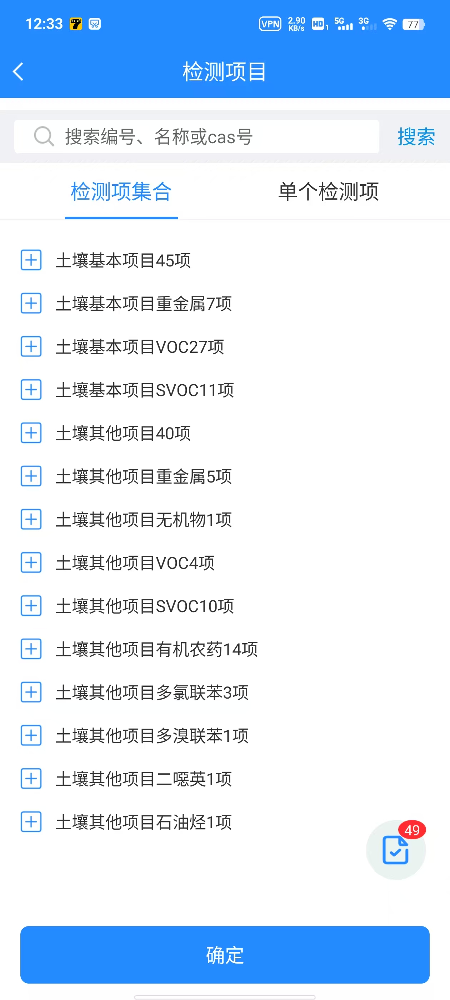 12:33 VPN 2.90 KB/s HD 1 5G 3G 77
检测项目
搜索编号、名称或cas号 搜索
检测项集合 单个检测项
土壤基本项目45项
土壤基本项目重金属7项
土壤基本项目VOC27项
土壤基本项目SVOC11项
土壤其他项目40项
土壤其他项目重金属5项
土壤其他项目无机物1项
土壤其他项目VOC4项
土壤其他项目SVOC10项
土壤其他项目有机农药14项
土壤其他项目多氯联苯3项
土壤其他项目多溴联苯1项
土壤其他项目二噁英1项
土壤其他项目石油烃1项
49
确定